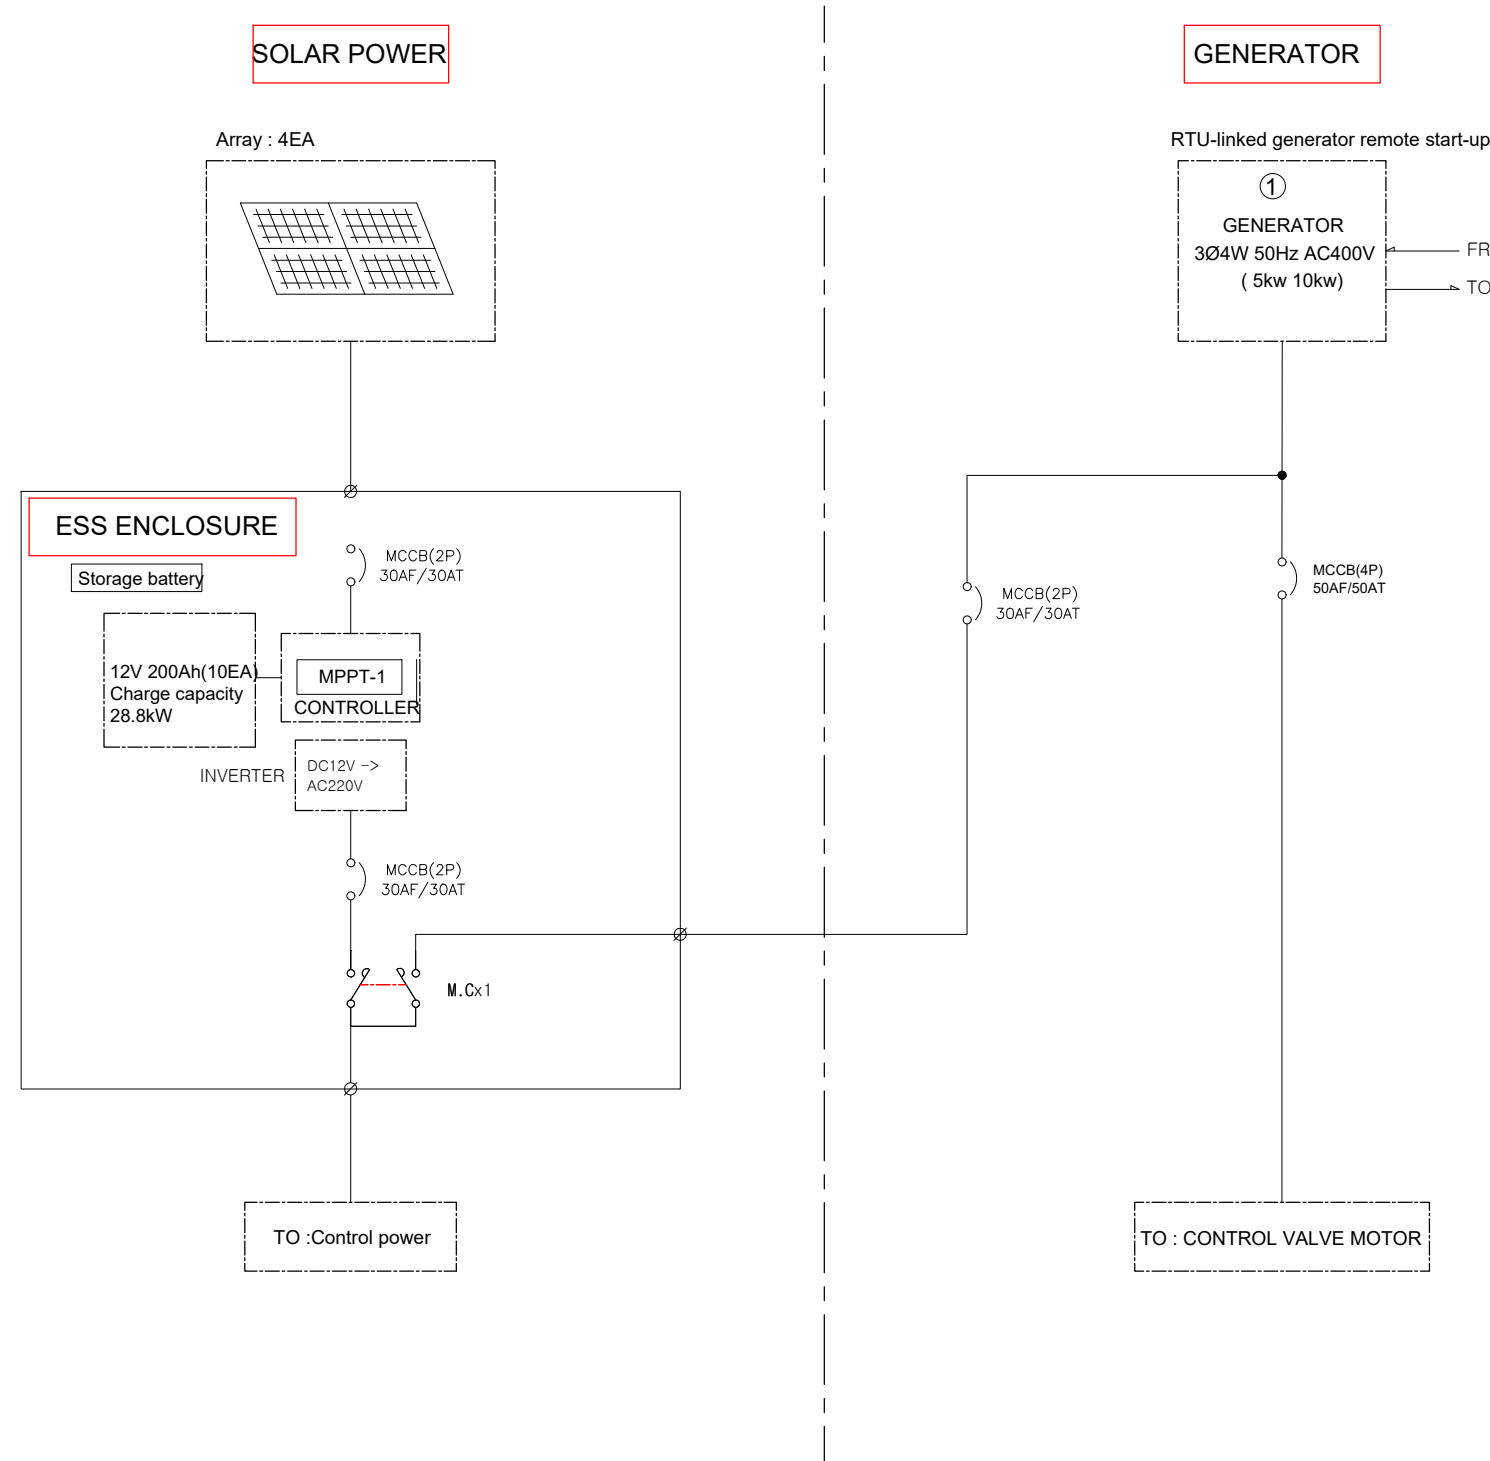 SOLAR POWER
GENERATOR
Array : 4EA
RTU-linked generator remote start-up
1
GENERATOR
3Ø4W 50Hz AC400V
( 5kw 10kw)
FR
TO
ESS ENCLOSURE
Storage battery
MCCB(2P)
30AF/30AT
12V 200Ah(10EA)
Charge capacity
28.8kW
MPPT-1
CONTROLLER
INVERTER
DC12V ->
AC220V
MCCB(2P)
30AF/30AT
M.Cx1
MCCB(2P)
30AF/30AT
MCCB(4P)
50AF/50AT
TO :Control power
TO : CONTROL VALVE MOTOR